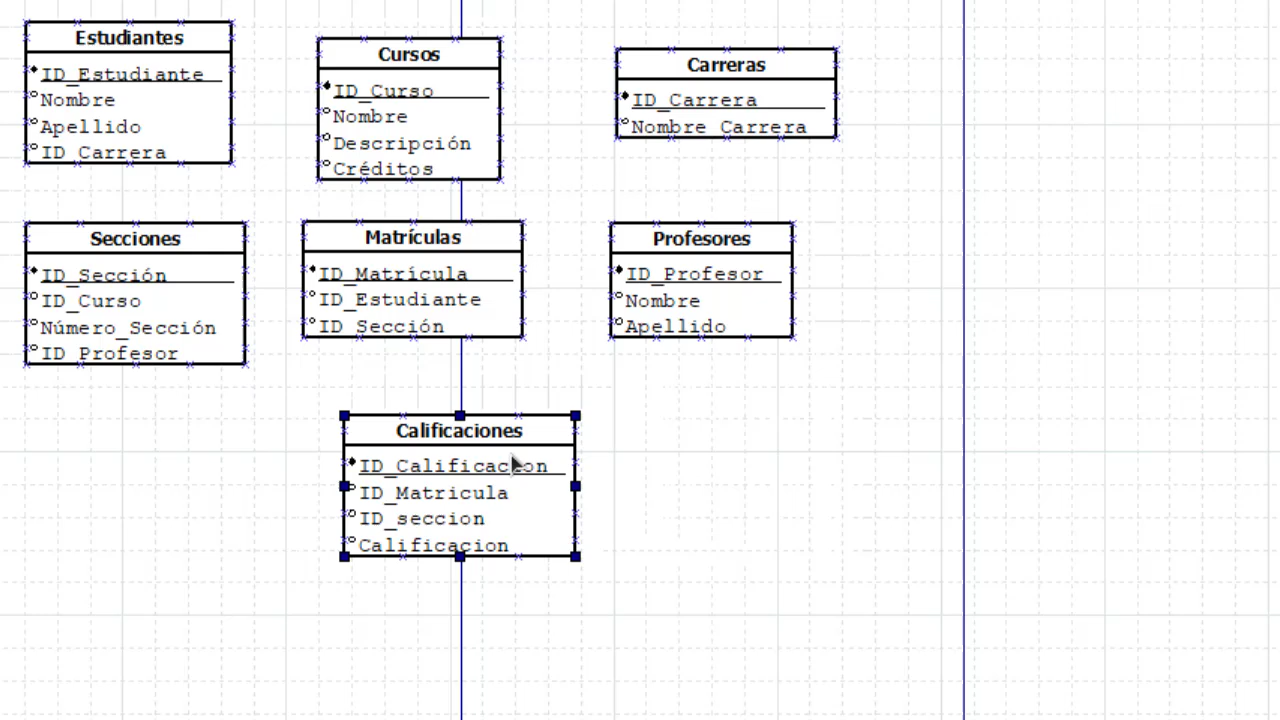 Estudiantes
ID_Estudiante
Nombre
Apellido
ID_Carrera
Cursos
ID_Curso
Nombre
Descripción
Créditos
Carreras
ID_Carrera
Nombre_Carrera
Secciones
ID_Sección
ID_Curso
Número_Sección
ID_Profesor
Matrículas
ID_Matrícula
ID_Estudiante
ID_Sección
Profesores
ID_Profesor
Nombre
Apellido
Calificaciones
ID_Calificacion
ID_Matricula
ID_seccion
Calificacion